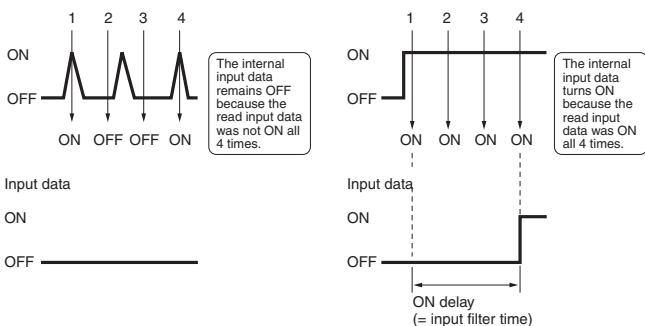 1 2 3 4
ON
OFF
ON OFF OFF ON
The internal
input data
remains OFF
because the
read input data
was not ON all
4 times.
Input data
ON
OFF
1 2 3 4
ON
OFF
ON ON ON ON
The internal
input data
turns ON
because the
read input
data was ON
all 4 times.
Input data
ON
OFF
ON delay
(= input filter time)